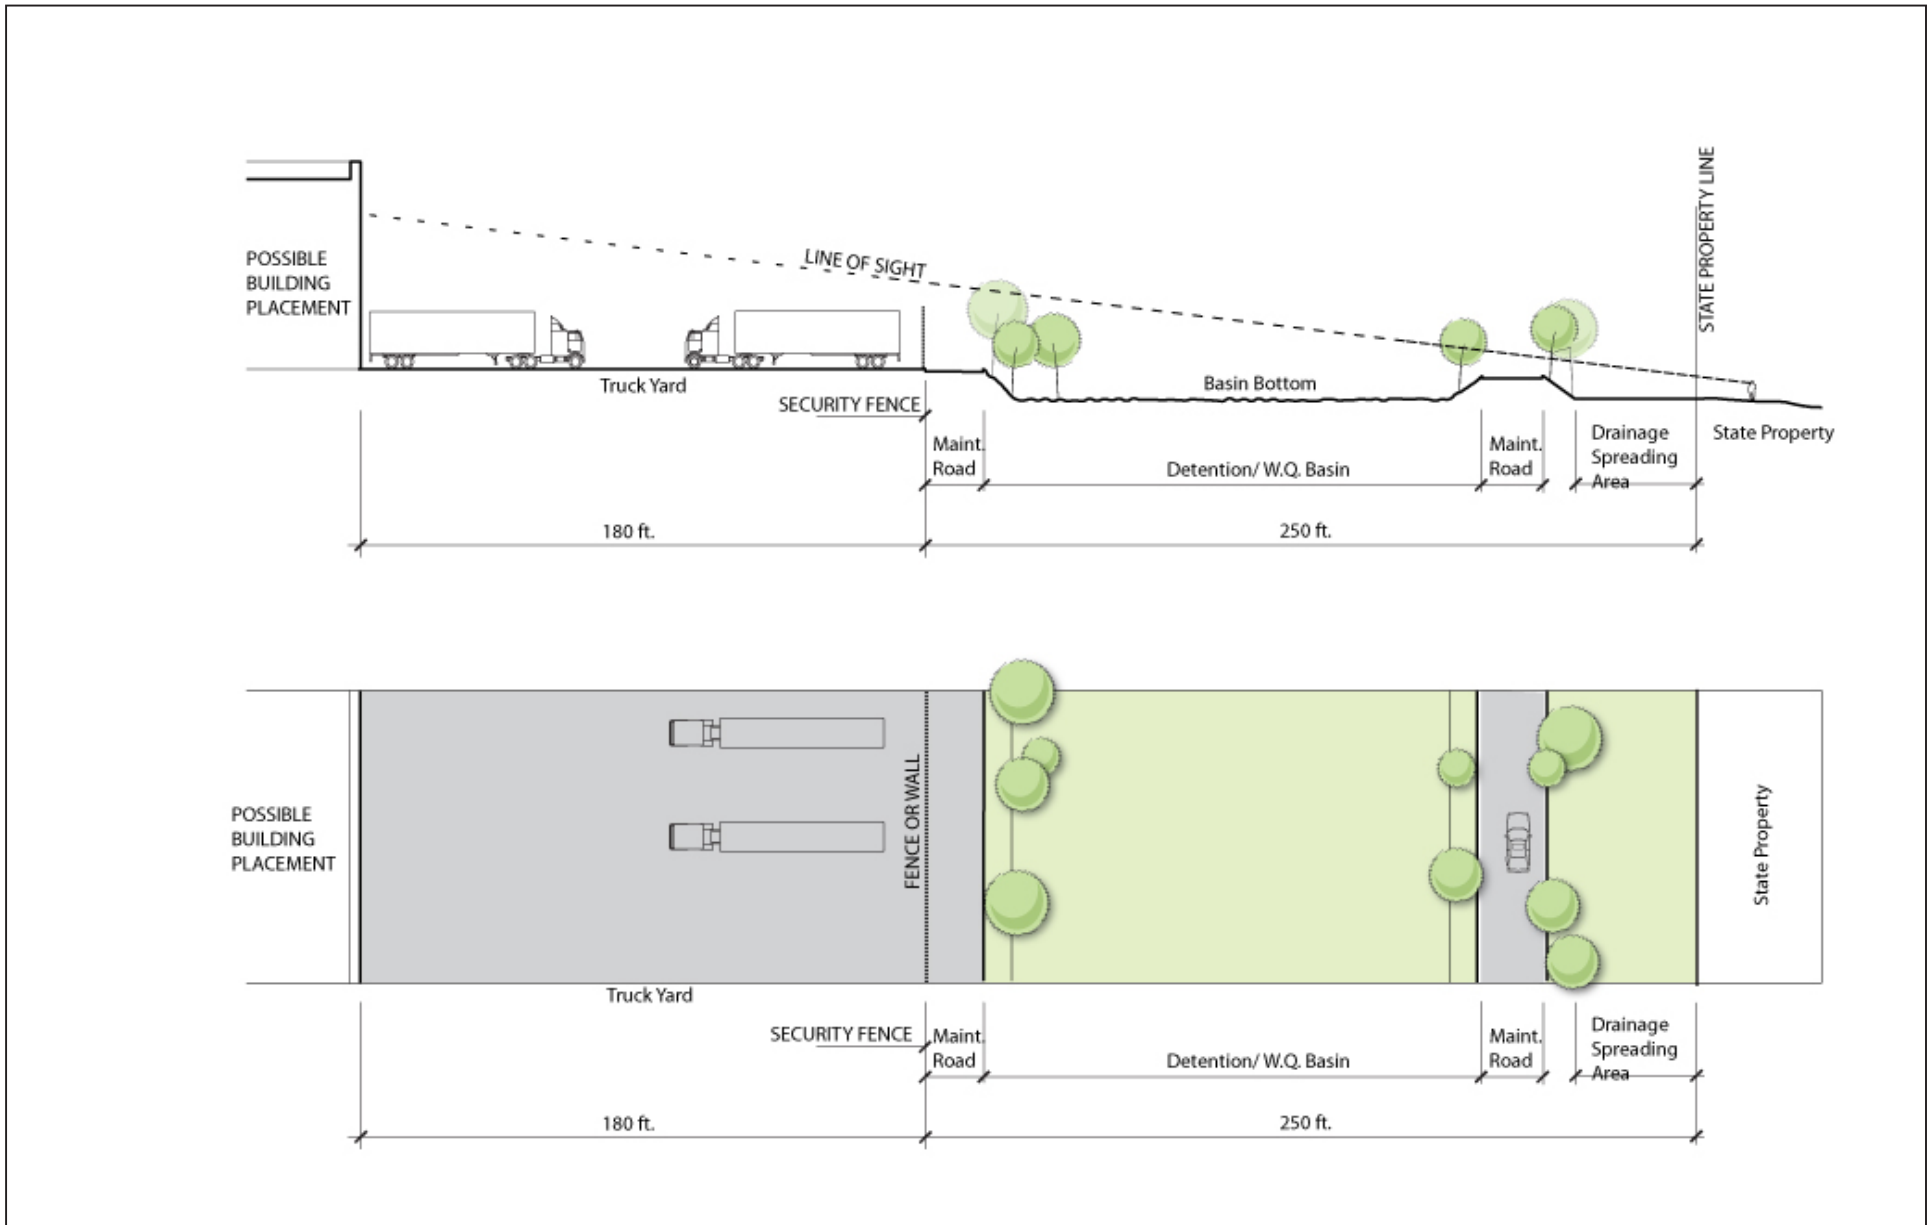 STATE PROPERTY LINE
POSSIBLE
BUILDING
PLACEMENT
LINE OF SIGHT
Truck Yard
SECURITY FENCE
Basin Bottom
Maint.
Road
Detention/ W.Q. Basin
Maint.
Road
Drainage
Spreading
Area
State Property
180 ft.
250 ft.
POSSIBLE
BUILDING
PLACEMENT
FENCE OR WALL
State Property
Truck Yard
SECURITY FENCE
Maint.
Road
Detention/ W.Q. Basin
Maint.
Road
Drainage
Spreading
Area
180 ft.
250 ft.